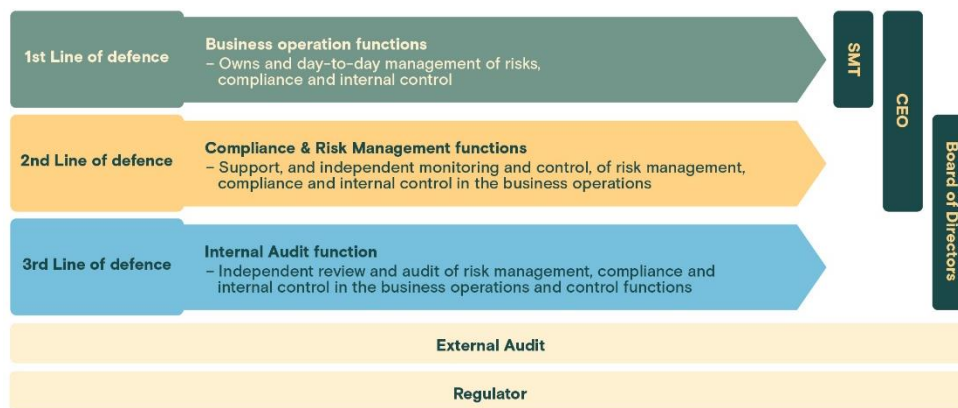 1st Line of defence
Business operation functions
– Owns and day-to-day management of risks,
compliance and internal control
SMT
CEO
2nd Line of defence
Compliance & Risk Management functions
– Support, and independent monitoring and control, of risk management,
compliance and internal control in the business operations
Board of Directors
3rd Line of defence
Internal Audit function
– Independent review and audit of risk management, compliance and
internal control in the business operations and control functions
External Audit
Regulator